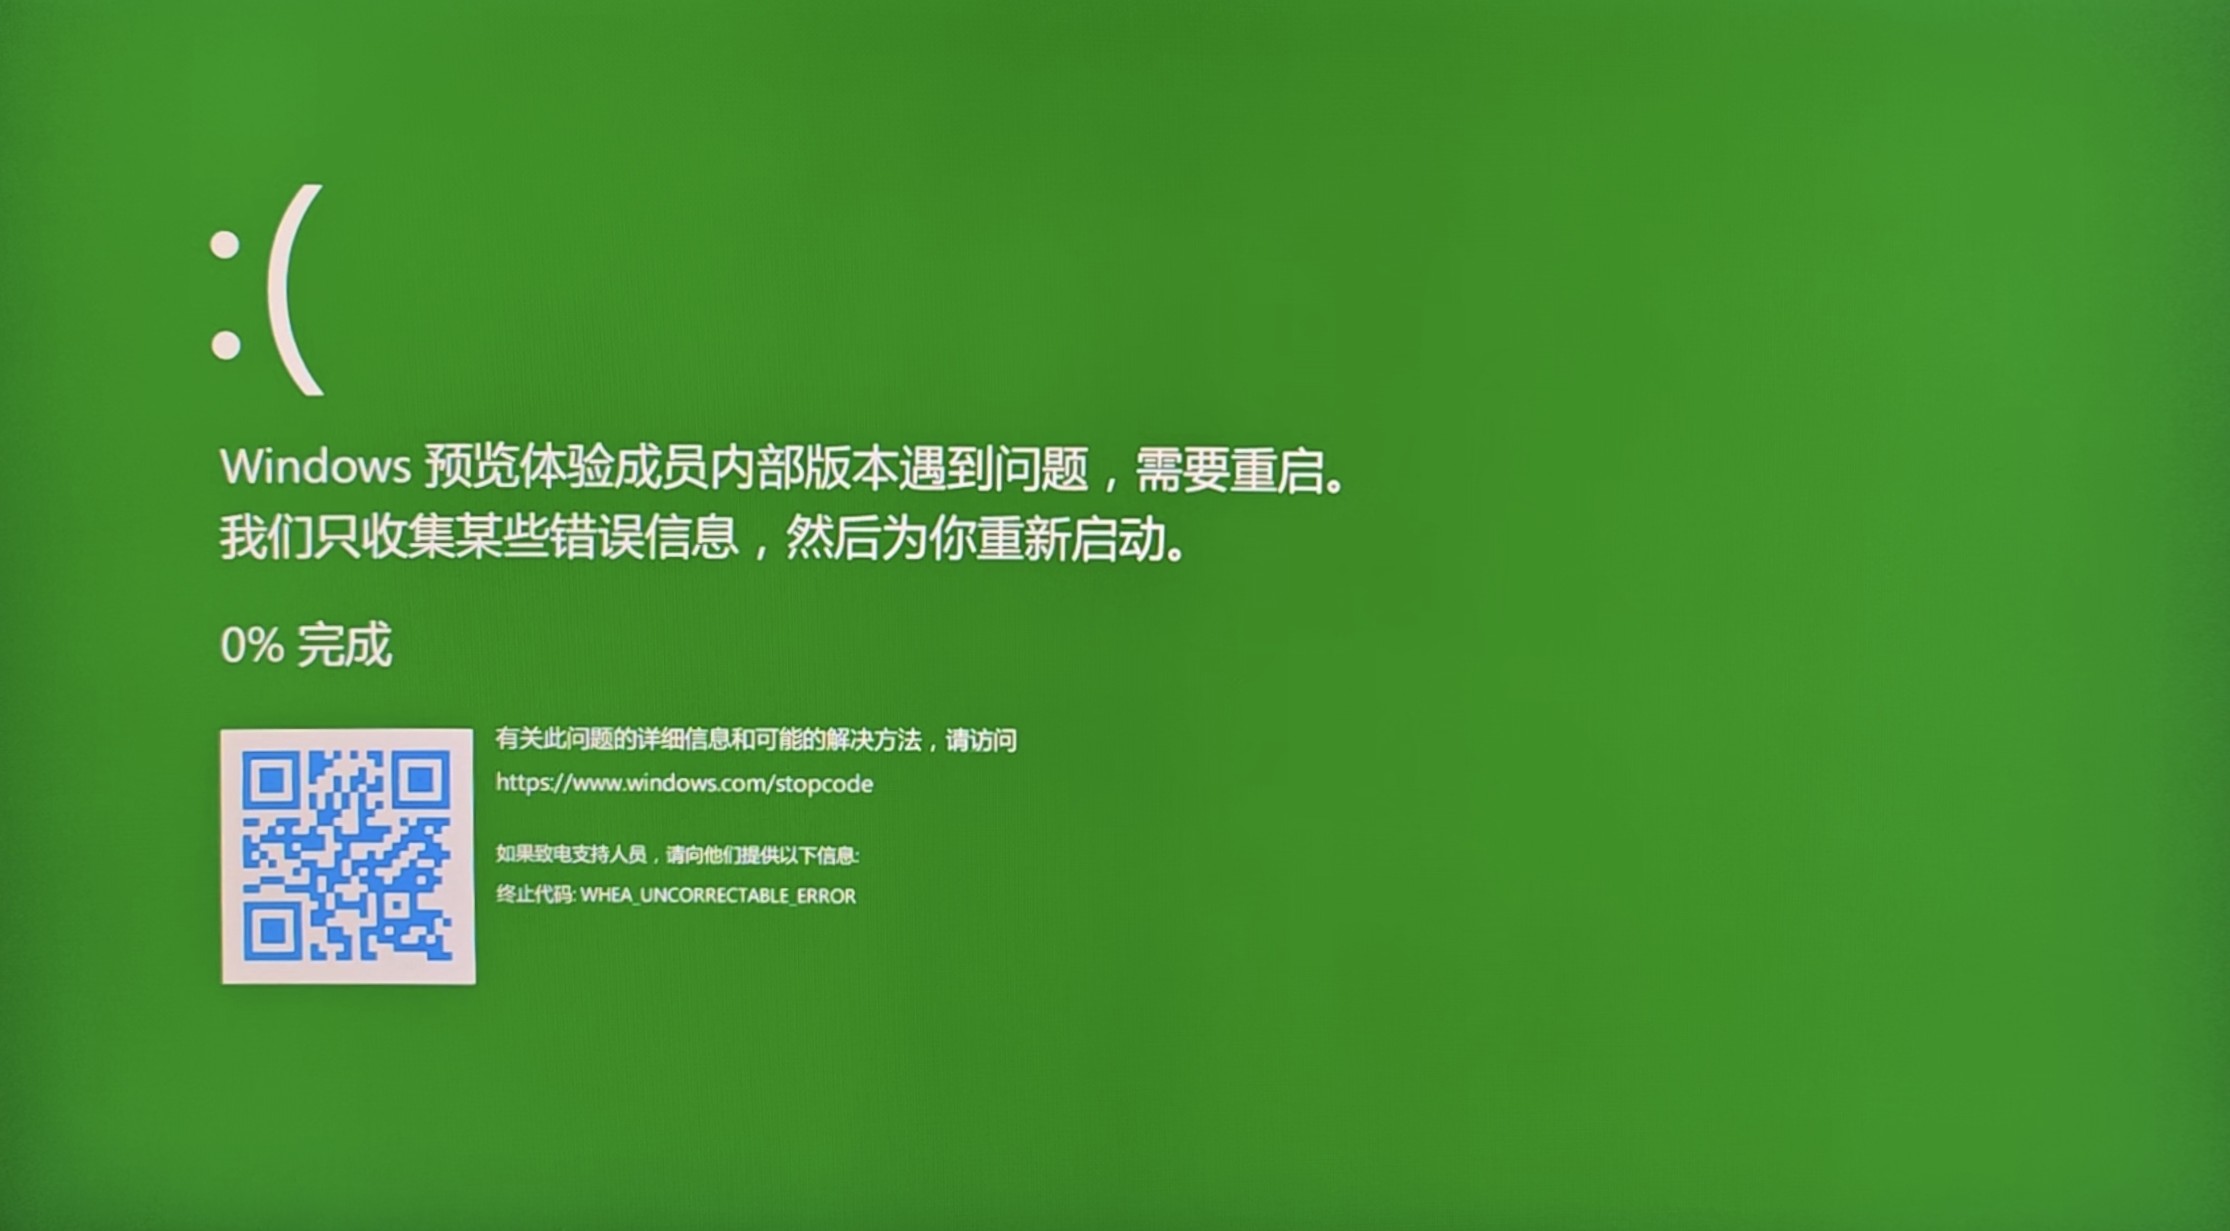 :(
Windows 预览体验成员内部版本遇到问题，需要重启。
我们只收集某些错误信息，然后为你重新启动。
0% 完成
有关此问题的详细信息和可能的解决方法，请访问
https://www.windows.com/stopcode
如果致电支持人员，请向他们提供以下信息:
终止代码: WHEA_UNCORRECTABLE_ERROR